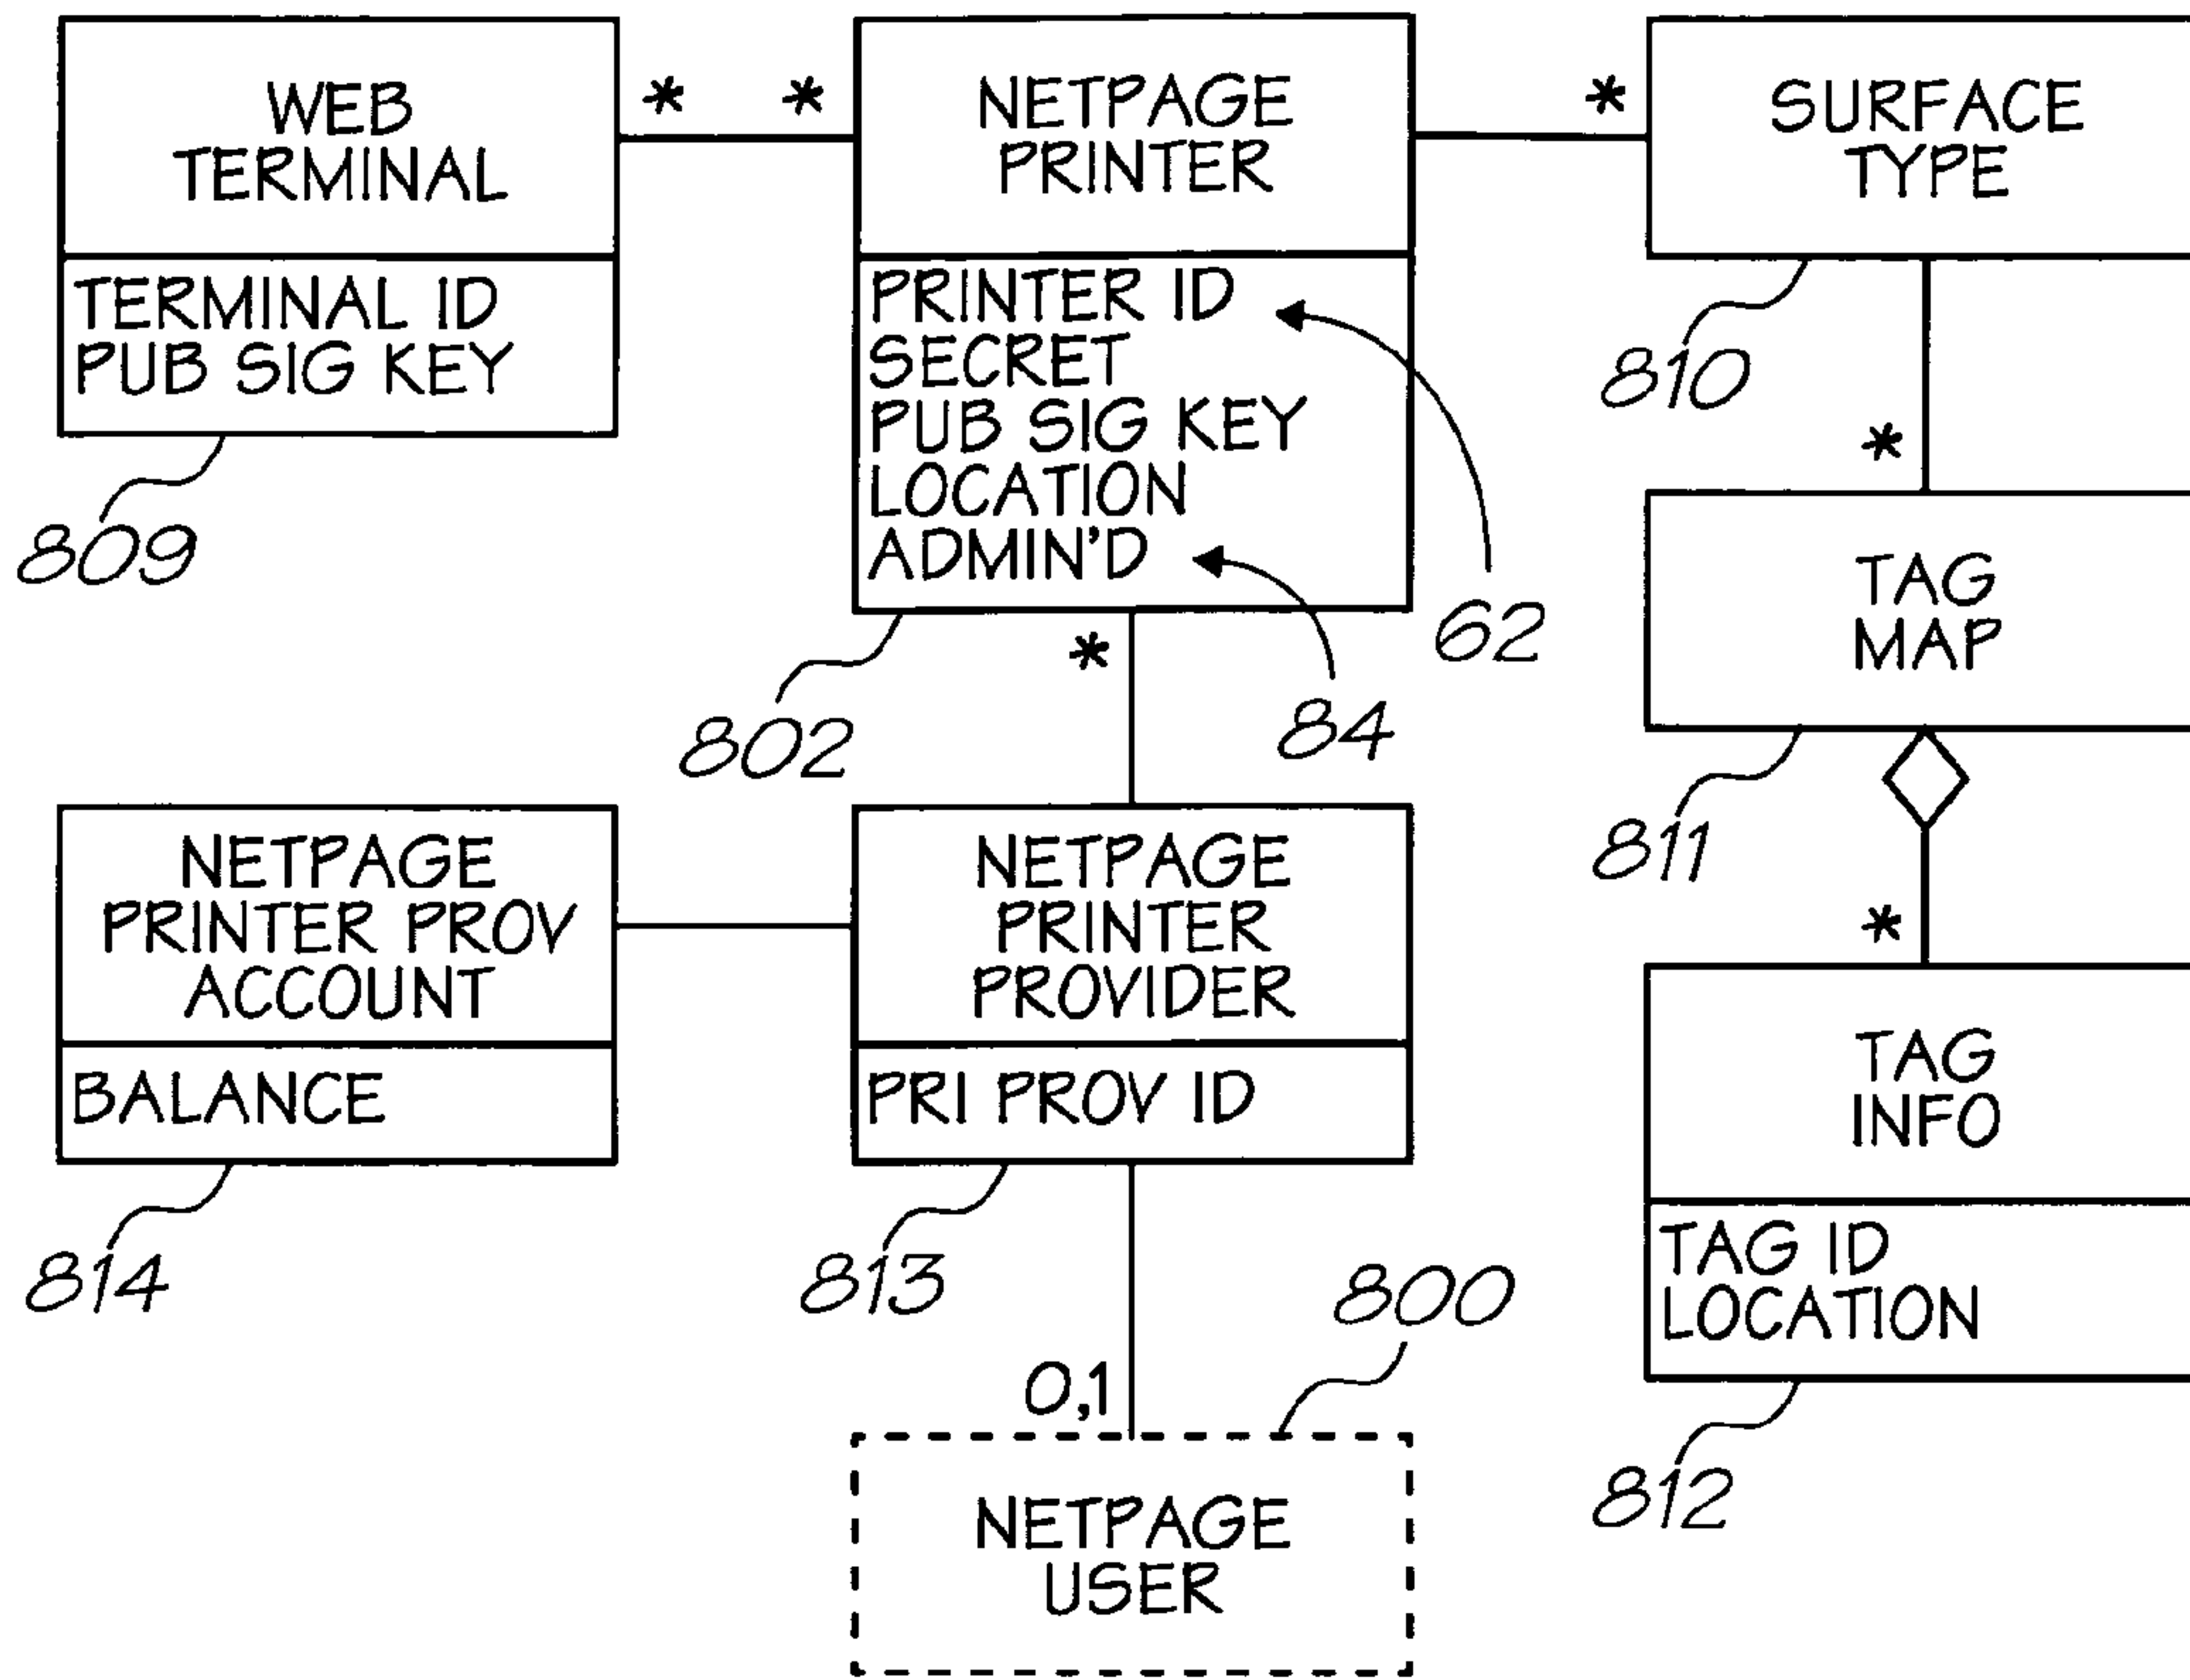 WEB
TERMINAL
* *
NETPAGE
PRINTER
*
SURFACE
TYPE
TERMINAL ID
PUB SIG KEY
809
PRINTER ID
SECRET
PUB SIG KEY
LOCATION
ADMIN'D
62
84
802
*
810
*
TAG
MAP
811
*
NETPAGE
PRINTER PROV
ACCOUNT
BALANCE
814
NETPAGE
PRINTER
PROVIDER
PRI PROV ID
813
TAG
INFO
TAG ID
LOCATION
812
800
0,1
NETPAGE
USER